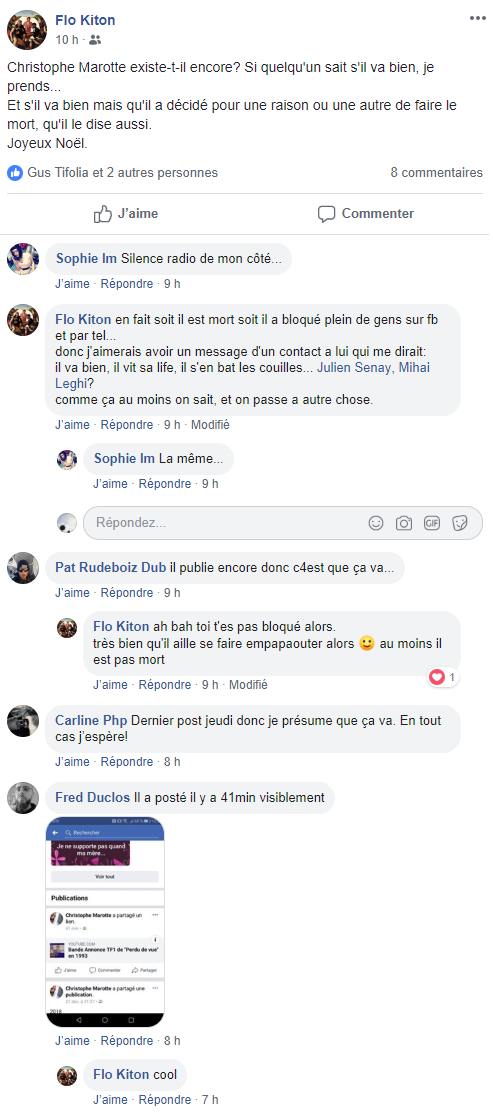 Flo Kiton
10 h ·
Christophe Marotte existe-t-il encore? Si quelqu'un sait s'il va bien, je
prends...
Et s'il va bien mais qu'il a décidé pour une raison ou une autre de faire le
mort, qu'il le dise aussi.
Joyeux Noël.
Gus Tifolia et 2 autres personnes
8 commentaires
J'aime
Commenter
Sophie Im Silence radio de mon côté...
J'aime · Répondre · 9 h
Flo Kiton en fait soit il est mort soit il a bloqué plein de gens sur fb
et par tel...
donc j'aimerais avoir un message d'un contact a lui qui me dirait:
il va bien, il vit sa life, il s'en bat les couilles... Julien Senay, Mihai
Leghi?
comme ça au moins on sait, et on passe a autre chose.
J'aime · Répondre · 9 h · Modifié
Sophie Im La même...
J'aime · Répondre · 9 h
Répondez...
GIF
Pat Rudeboiz Dub il publie encore donc c4est que ça va...
J'aime · Répondre · 9 h
Flo Kiton ah bah toi t'es pas bloqué alors.
très bien qu'il aille se faire empapaouter alors 😉 au moins il
est pas mort
1
J'aime · Répondre · 9 h · Modifié
Carline Php Dernier post jeudi donc je présume que ça va. En tout
cas j'espère!
J'aime · Répondre · 8 h
Fred Duclos Il a posté il y a 41min visiblement
Rechercher
Je ne supporte pas quand
ma mère...
Voir tout
Publications
Christophe Marotte a partagé un
lien.
41 min ·
YOUTUBE.COM
Bande Annonce TF1 de "Perdu de vue"
en 1993
J'aime
Commenter
Partager
Christophe Marotte a partagé une
publication.
21 déc. à 21:37 ·
2018
J'aime · Répondre · 8 h
Flo Kiton cool
J'aime · Répondre · 7 h